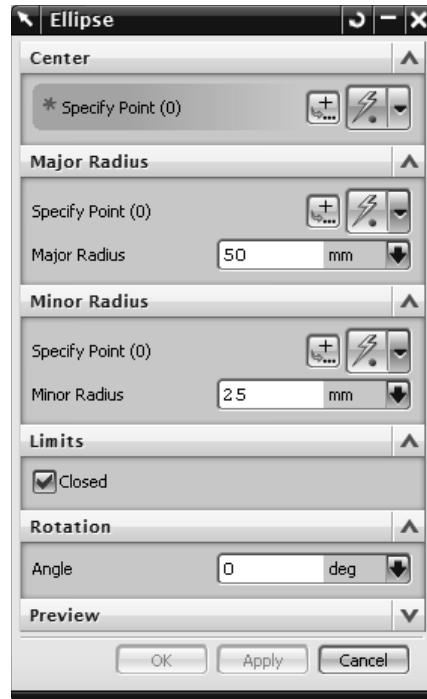 Ellipse
Center
* Specify Point (0)
Major Radius
Specify Point (0)
Major Radius 50 mm
Minor Radius
Specify Point (0)
Minor Radius 25 mm
Limits
Closed
Rotation
Angle 0 deg
Preview
OK Apply Cancel